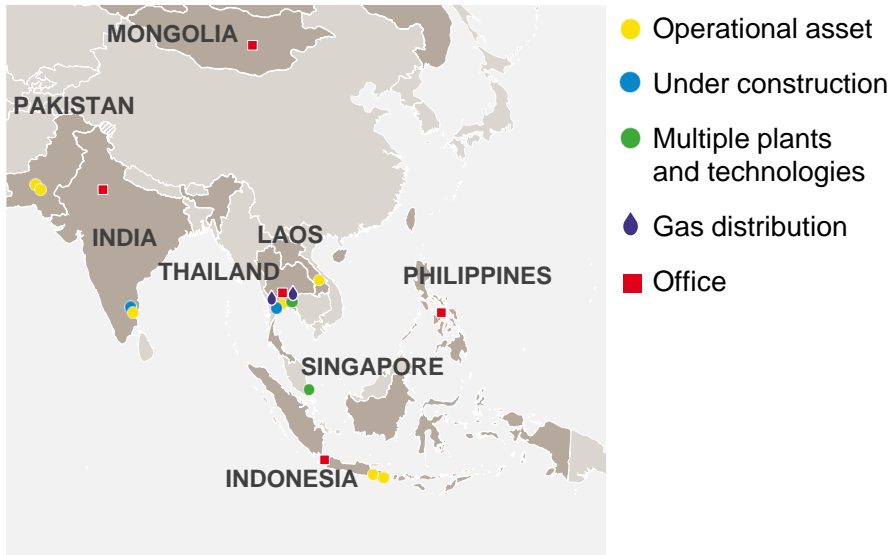 MONGOLIA
PAKISTAN
INDIA
LAOS
THAILAND
PHILIPPINES
SINGAPORE
INDONESIA
Operational asset
Under construction
Multiple plants
and technologies
Gas distribution
Office